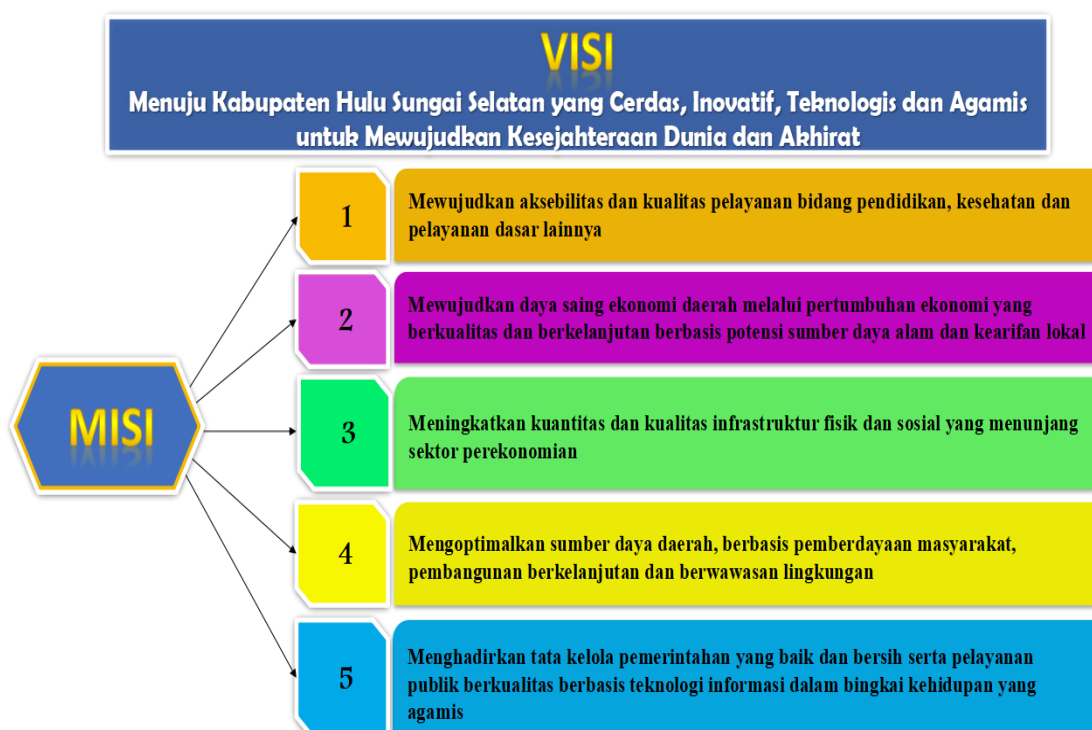 VISI
Menuju Kabupaten Hulu Sungai Selatan yang Cerdas, Inovatif, Teknologis dan Agamis
untuk Mewujudkan Kesejahteraan Dunia dan Akhirat
MISI
1
Mewujudkan aksebilitas dan kualitas pelayanan bidang pendidikan, kesehatan dan
pelayanan dasar lainnya
2
Mewujudkan daya saing ekonomi daerah melalui pertumbuhan ekonomi yang
berkualitas dan berkelanjutan berbasis potensi sumber daya alam dan kearifan lokal
3
Meningkatkan kuantitas dan kualitas infrastruktur fisik dan sosial yang menunjang
sektor perekonomian
4
Mengoptimalkan sumber daya daerah, berbasis pemberdayaan masyarakat,
pembangunan berkelanjutan dan berwawasan lingkungan
5
Menghadirkan tata kelola pemerintahan yang baik dan bersih serta pelayanan
publik berkualitas berbasis teknologi informasi dalam bingkai kehidupan yang
agamis